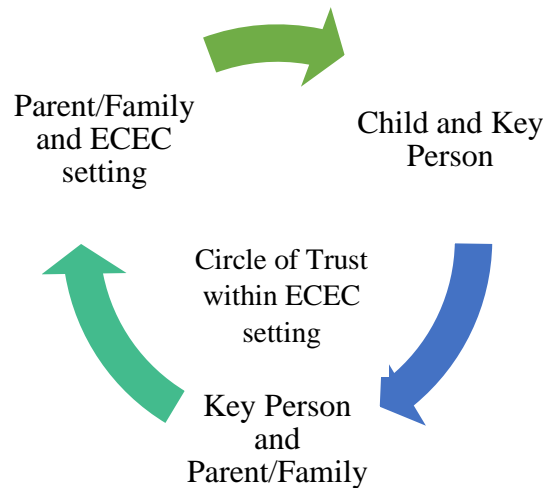 Parent/Family
and ECEC
setting
Child and Key
Person
Circle of Trust
within ECEC
setting
Key Person
and
Parent/Family